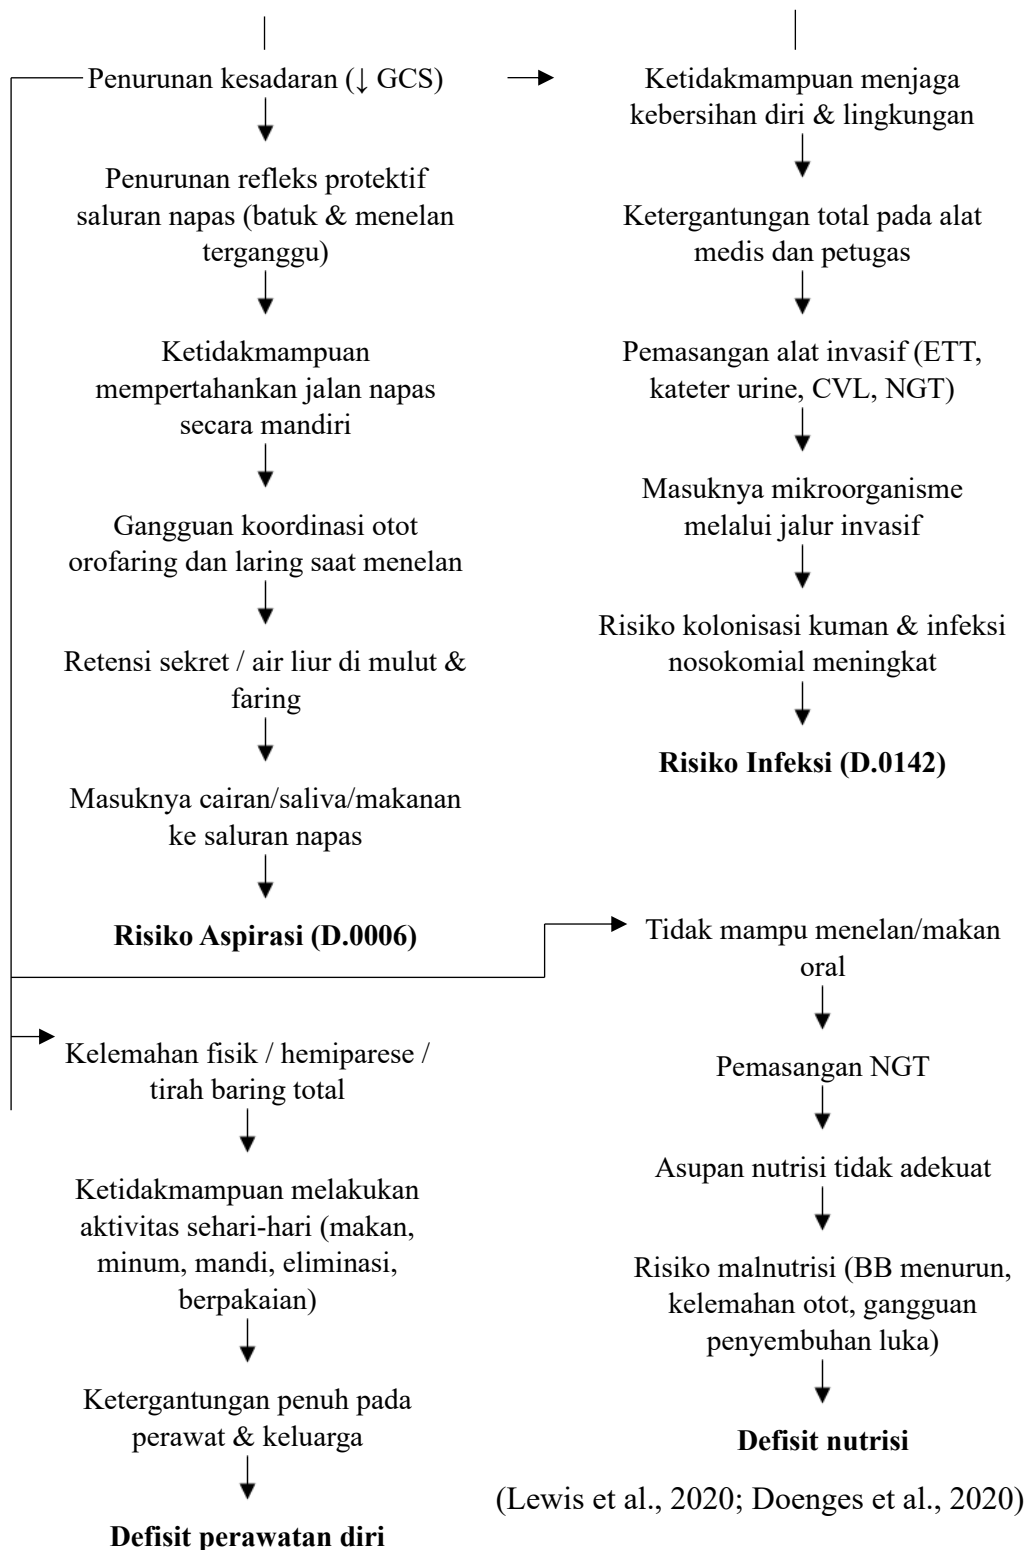 Penurunan kesadaran (↓ GCS)
Penurunan refleks protektif
saluran napas (batuk & menelan
terganggu)
Ketidakmampuan
mempertahankan jalan napas
secara mandiri
Gangguan koordinasi otot
orofaring dan laring saat menelan
Retensi sekret / air liur di mulut &
faring
Masuknya cairan/saliva/makanan
ke saluran napas
Risiko Aspirasi (D.0006)
Ketidakmampuan menjaga
kebersihan diri & lingkungan
Ketergantungan total pada alat
medis dan petugas
Pemasangan alat invasif (ETT,
kateter urine, CVL, NGT)
Masuknya mikroorganisme
melalui jalur invasif
Risiko kolonisasi kuman & infeksi
nosokomial meningkat
Risiko Infeksi (D.0142)
Kelemahan fisik / hemiparese /
tirah baring total
Ketidakmampuan melakukan
aktivitas sehari-hari (makan,
minum, mandi, eliminasi,
berpakaian)
Ketergantungan penuh pada
perawat & keluarga
Defisit perawatan diri
Tidak mampu menelan/makan
oral
Pemasangan NGT
Asupan nutrisi tidak adekuat
Risiko malnutrisi (BB menurun,
kelemahan otot, gangguan
penyembuhan luka)
Defisit nutrisi
(Lewis et al., 2020; Doenges et al., 2020)